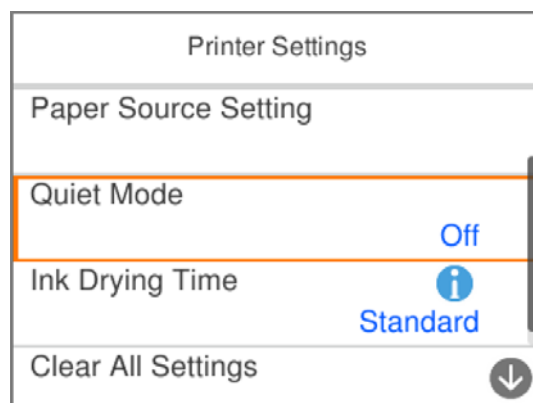 Printer Settings
Paper Source Setting
Quiet Mode
Off
Ink Drying Time
Standard
Clear All Settings